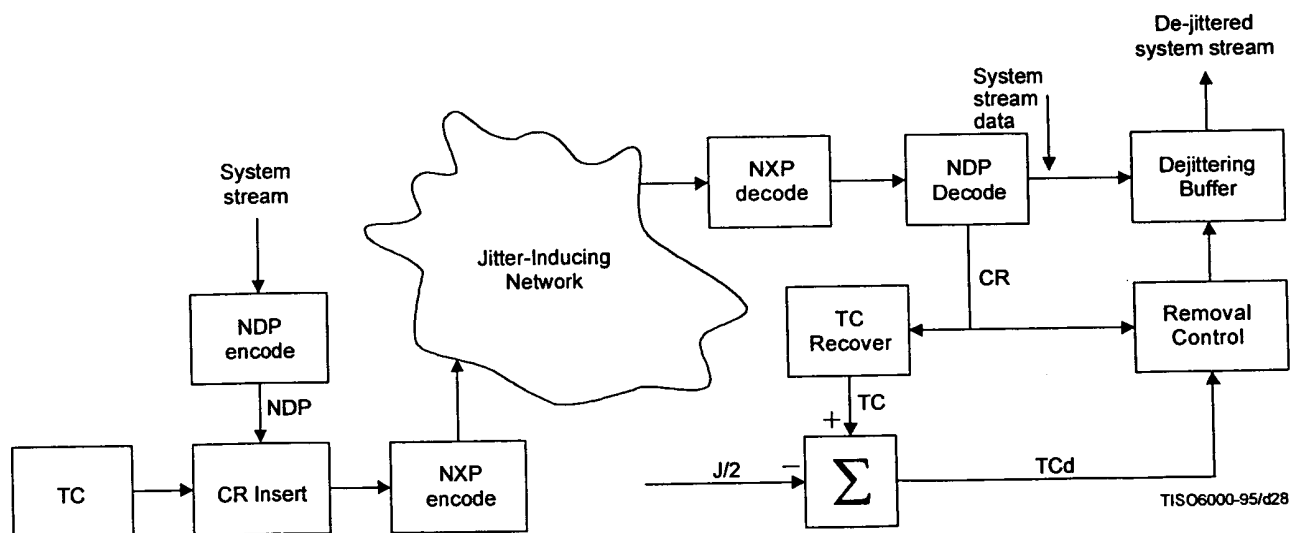 De-jittered
system stream
System
stream
data
System
stream
NXP
decode
NDP
Decode
Dejittering
Buffer
Jitter-Inducing
Network
CR
NDP
encode
TC
Recover
Removal
Control
NDP
TC
+
TC
CR Insert
NXP
encode
J/2
−
Σ
TCd
TISO6000-95/d28